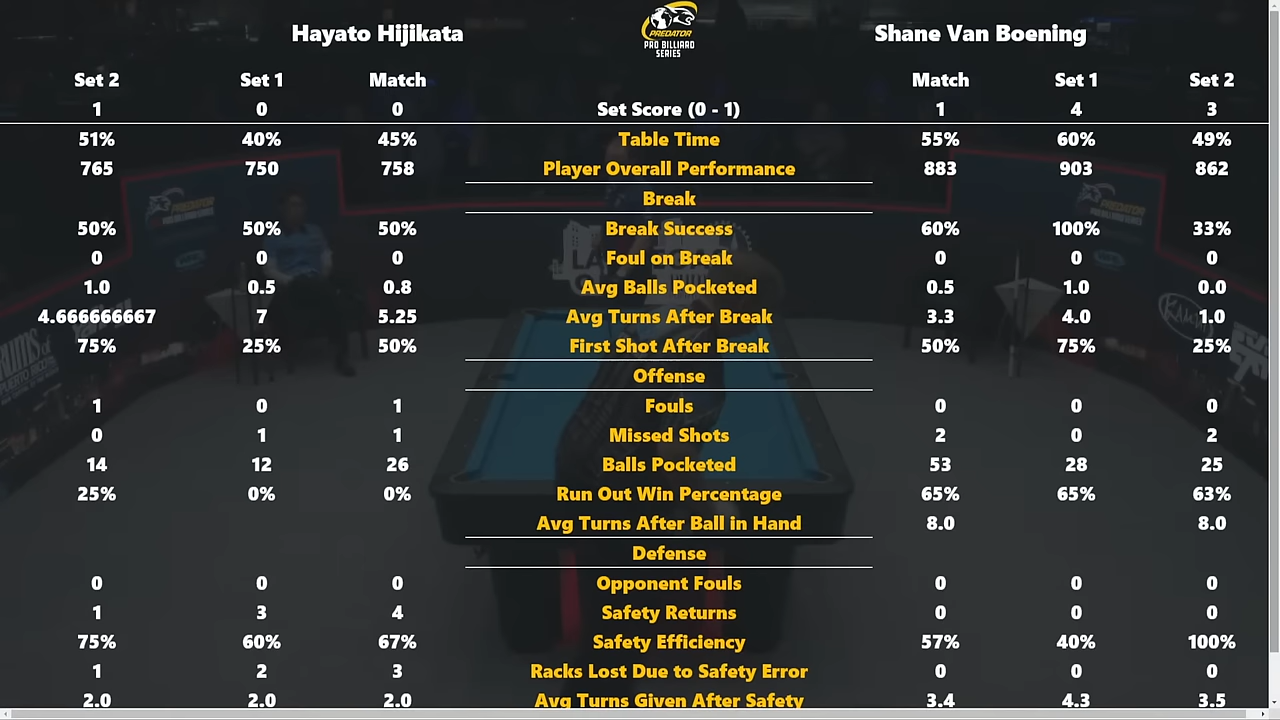 Hayato Hijikata
PREDATOR
PRO BILLIARD
SERIES
Shane Van Boening
Set 2 Set 1 Match Match Set 1 Set 2
1 0 0 Set Score (0 - 1) 1 4 3
51% 40% 45% Table Time 55% 60% 49%
765 750 758 Player Overall Performance 883 903 862
Break
50% 50% 50% Break Success 60% 100% 33%
0 0 0 Foul on Break 0 0 0
1.0 0.5 0.8 Avg Balls Pocketed 0.5 1.0 0.0
4.666666667 7 5.25 Avg Turns After Break 3.3 4.0 1.0
75% 25% 50% First Shot After Break 50% 75% 25%
Offense
1 0 1 Fouls 0 0 0
0 1 1 Missed Shots 2 0 2
14 12 26 Balls Pocketed 53 28 25
25% 0% 0% Run Out Win Percentage 65% 65% 63%
Avg Turns After Ball in Hand 8.0 8.0
Defense
0 0 0 Opponent Fouls 0 0 0
1 3 4 Safety Returns 0 0 0
75% 60% 67% Safety Efficiency 57% 40% 100%
1 2 3 Racks Lost Due to Safety Error 0 0 0
2.0 2.0 2.0 Avg Turns Given After Safety 3.4 4.3 3.5